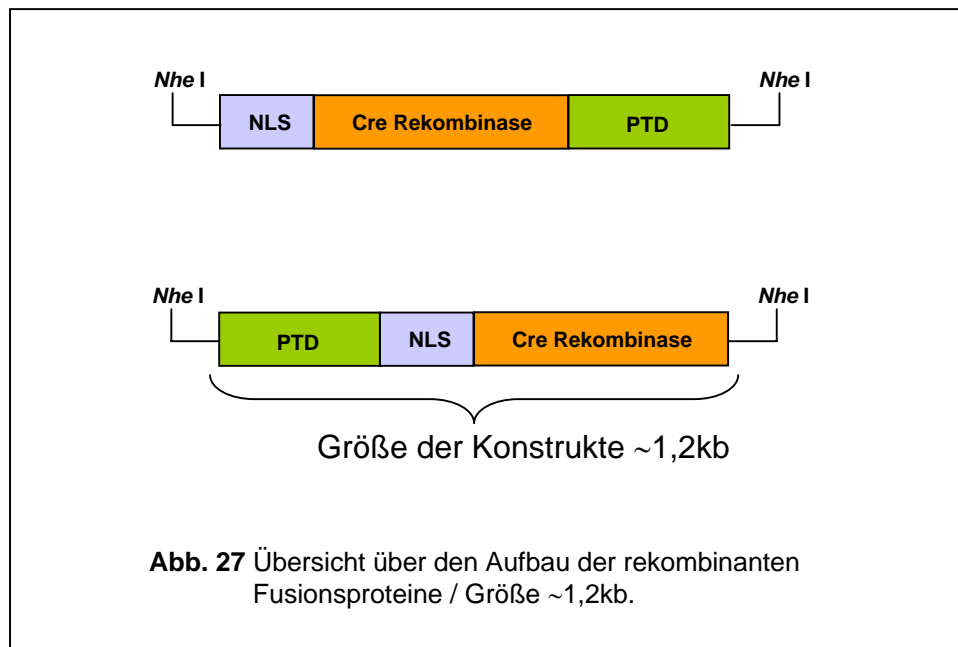 Nhe I Nhe I
NLS Cre Rekombinase PTD
Nhe I Nhe I
PTD NLS Cre Rekombinase
Größe der Konstrukte ~1,2kb
Abb. 27 Übersicht über den Aufbau der rekombinanten
Fusionsproteine / Größe ~1,2kb.